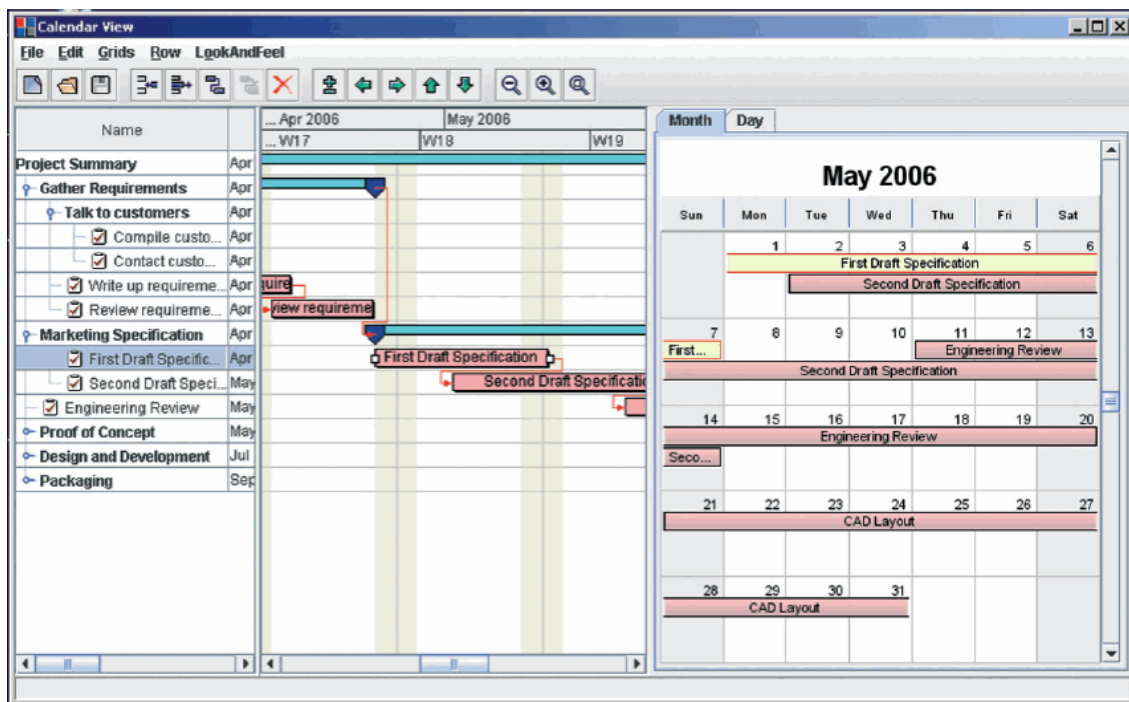 Calendar View
File Edit Grids Row LookAndFeel
Name
Project Summary Apr
Gather Requirements Apr
Talk to customers Apr
Compile custo... Apr
Contact custo... Apr
Write up requireme... Apr
Review requireme... Apr
Marketing Specification Apr
First Draft Specific... Apr
Second Draft Speci... May
Engineering Review May
Proof of Concept May
Design and Development Jul
Packaging Sep
... Apr 2006 May 2006
... W17 W18 W19
quire
view requireme
First Draft Specification
Second Draft Specificatio
Month Day
May 2006
Sun Mon Tue Wed Thu Fri Sat
1 2 3 4 5 6
First Draft Specification
Second Draft Specification
7 8 9 10 11 12 13
First... Engineering Review
Second Draft Specification
14 15 16 17 18 19 20
Engineering Review
Seco...
21 22 23 24 25 26 27
CAD Layout
28 29 30 31
CAD Layout